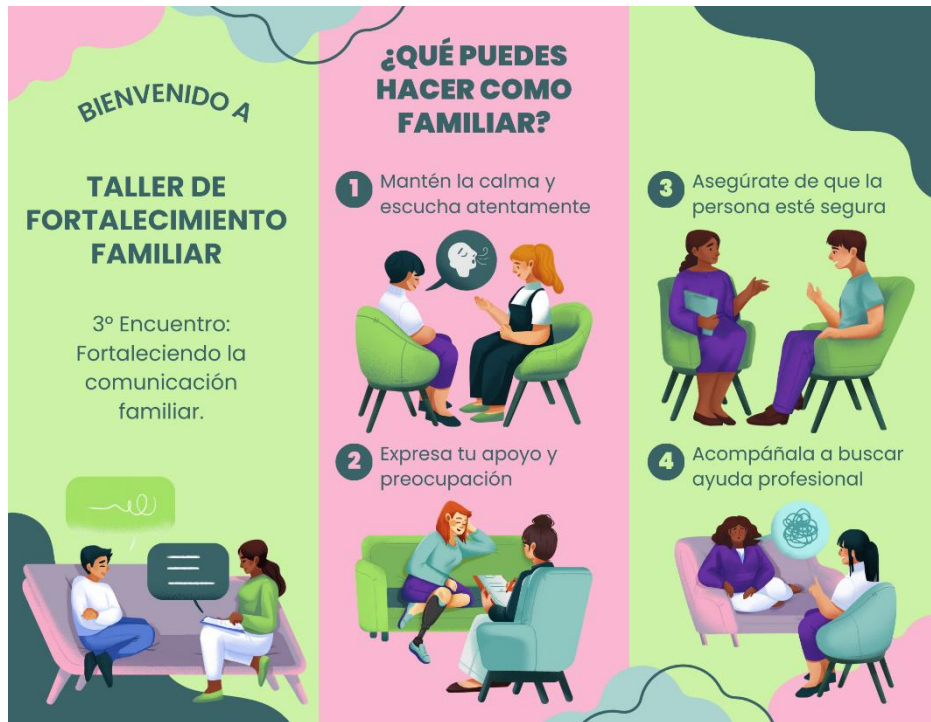 BIENVENIDO A
TALLER DE
FORTALECIMIENTO
FAMILIAR
3° Encuentro:
Fortaleciendo la
comunicación
familiar.
¿QUÉ PUEDES
HACER COMO
FAMILIAR?
1 Mantén la calma y
escucha atentamente
2 Expresa tu apoyo y
preocupación
3 Asegúrate de que la
persona esté segura
4 Acompáñala a buscar
ayuda profesional